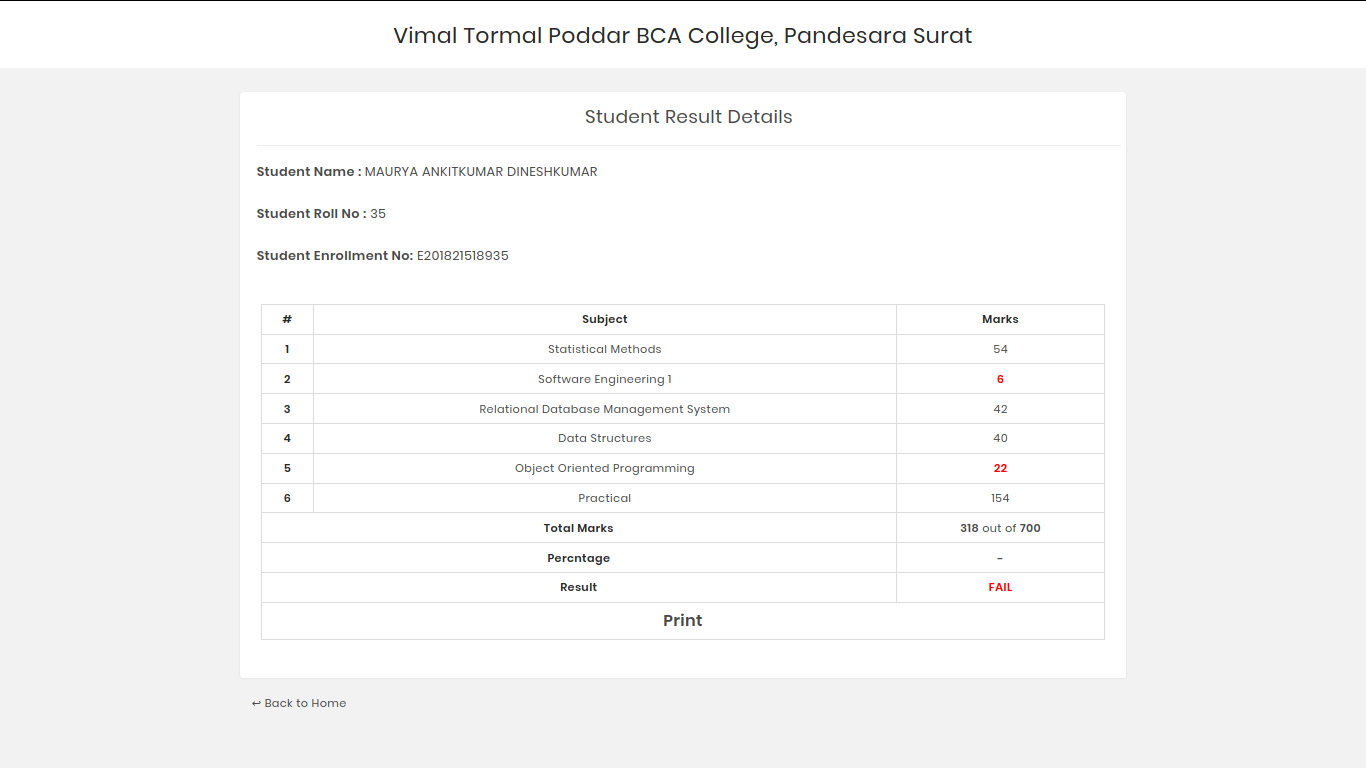 Vimal Tormal Poddar BCA College, Pandesara Surat
Student Result Details
Student Name : MAURYA ANKITKUMAR DINESHKUMAR
Student Roll No : 35
Student Enrollment No: E201821518935
# Subject Marks
1 Statistical Methods 54
2 Software Engineering 1 6
3 Relational Database Management System 42
4 Data Structures 40
5 Object Oriented Programming 22
6 Practical 154
Total Marks 318 out of 700
Percntage -
Result FAIL
Print
↩ Back to Home